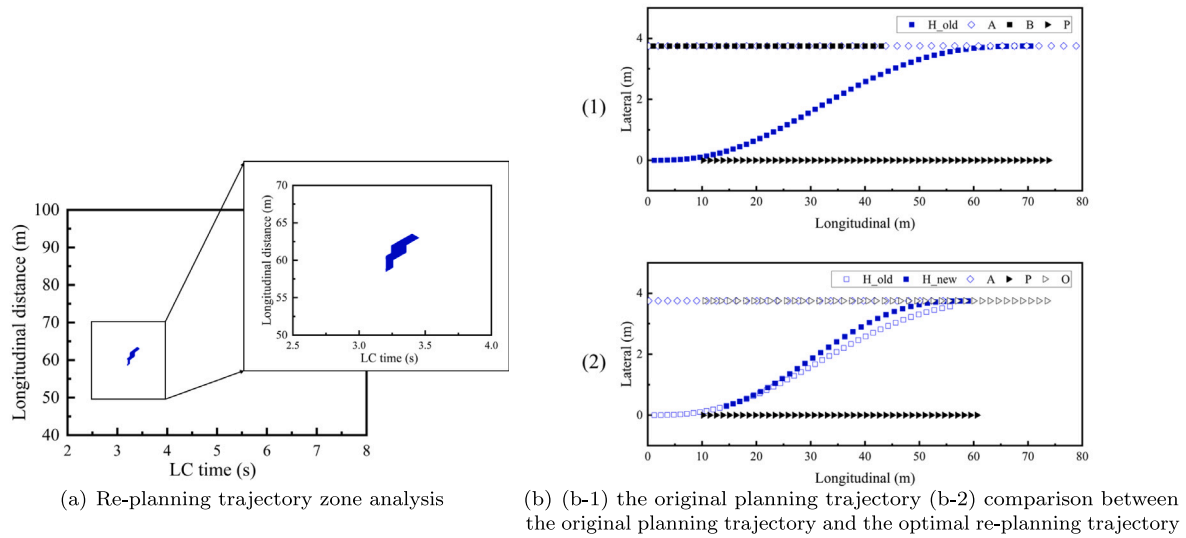 Longitudinal distance (m)
100
90
80
70
60
50
40
2
3
4
5
6
7
8
LC time (s)
Longitudinal distance (m)
70
65
60
55
50
2.5
3.0
3.5
4.0
LC time (s)
(a) Re-planning trajectory zone analysis
(1)
H_old A B P
Lateral (m)
4
2
0
0 10 20 30 40 50 60 70 80
Longitudinal (m)
(2)
H_old H_new A P O
Lateral (m)
4
2
0
0 10 20 30 40 50 60 70 80
Longitudinal (m)
(b) (b-1) the original planning trajectory (b-2) comparison between
the original planning trajectory and the optimal re-planning trajectory